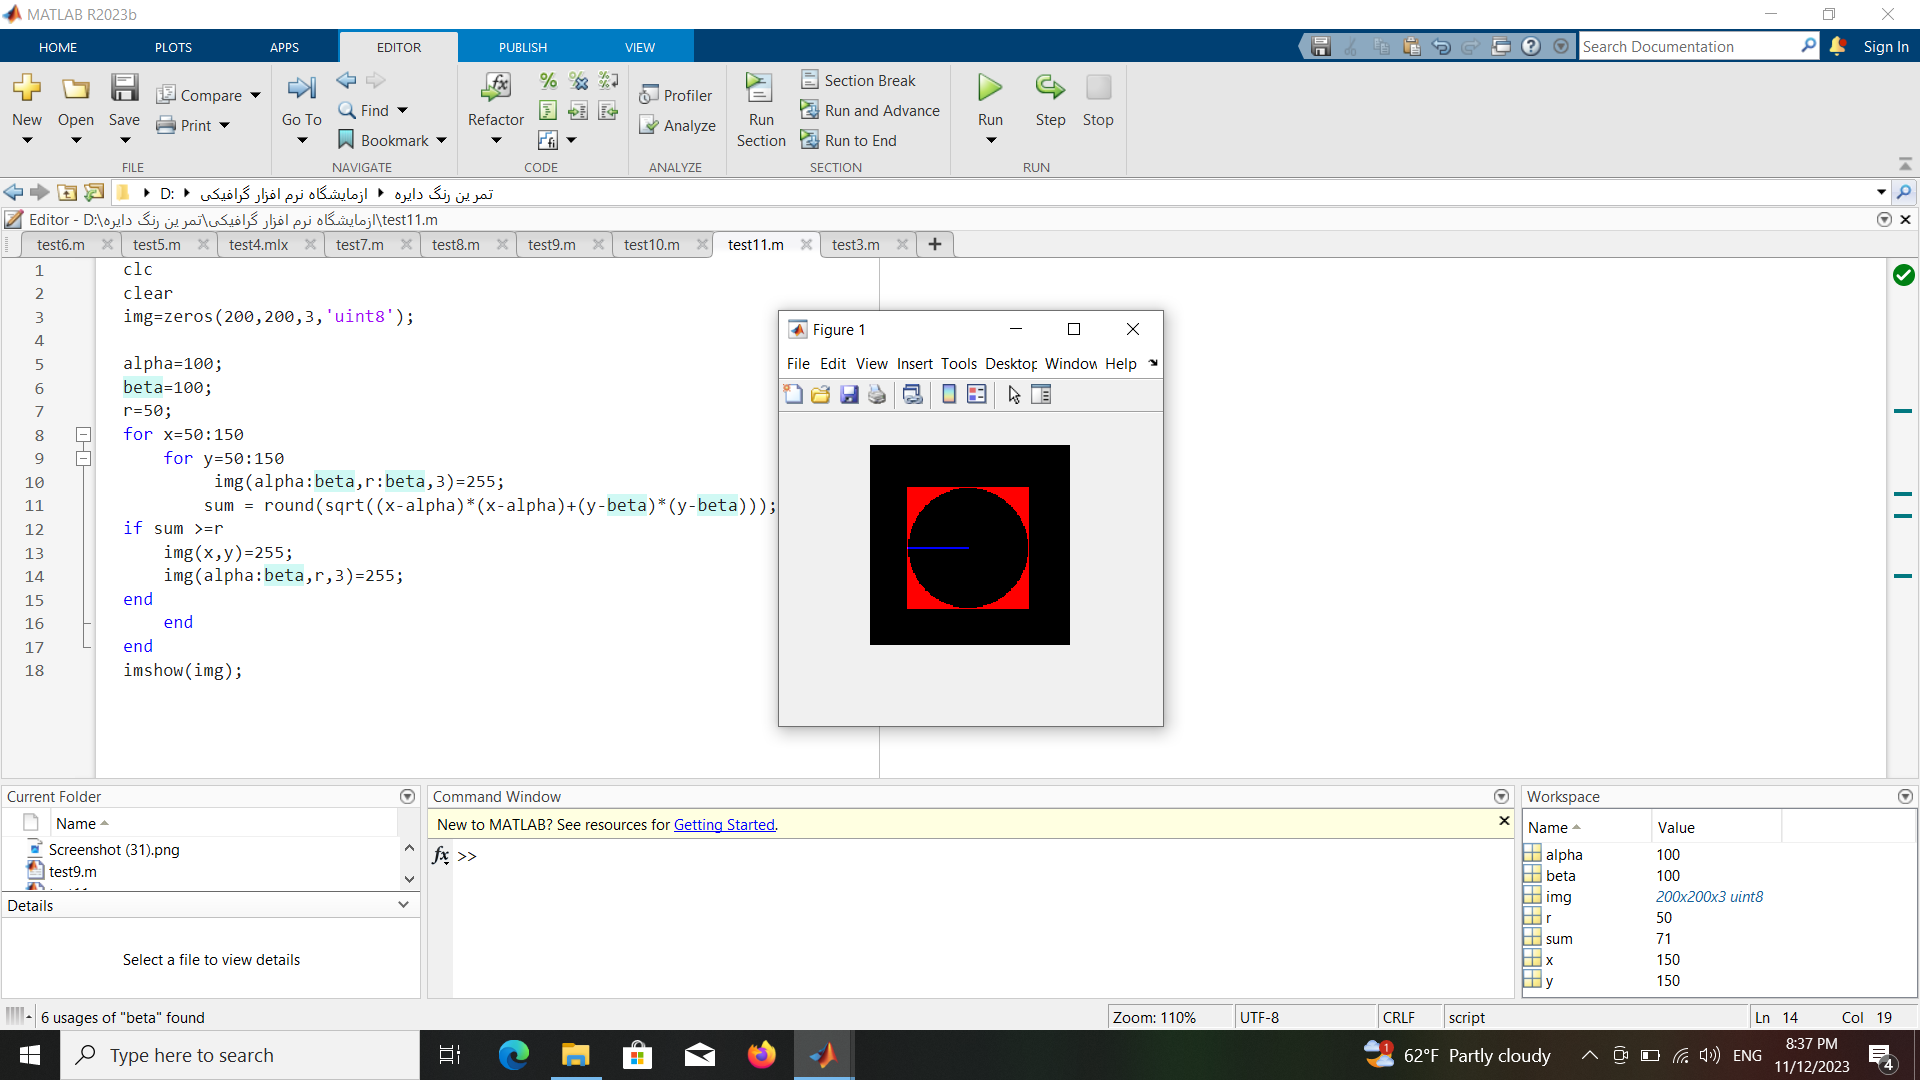 MATLAB R2023b
HOME PLOTS APPS EDITOR PUBLISH VIEW Search Documentation Sign In
New Open Save Compare Print Go To Find Bookmark Refactor Profiler Analyze Run Section Section Break Run and Advance Run to End Run Step Stop
FILE NAVIGATE CODE ANALYZE SECTION RUN
D: ازمایشگاه نرم افزار گرافیکی تمرین رنگ دایره
Editor - D:\ازمایشگاه نرم افزار گرافیکی\تمرین رنگ دایره\test11.m
test6.m test5.m test4.mlx test7.m test8.m test9.m test10.m test11.m test3.m
1 clc
2 clear
3 img=zeros(200,200,3,'uint8');
4
5 alpha=100;
6 beta=100;
7 r=50;
8 for x=50:150
9 for y=50:150
10 img(alpha:beta,r:beta,3)=255;
11 sum = round(sqrt((x-alpha)*(x-alpha)+(y-beta)*(y-beta)));
12 if sum >=r
13 img(x,y)=255;
14 img(alpha:beta,r,3)=255;
15 end
16 end
17 end
18 imshow(img);
Figure 1
File Edit View Insert Tools Desktop Window Help
Current Folder
Name
Screenshot (31).png
test9.m
Details
Select a file to view details
Command Window
New to MATLAB? See resources for Getting Started.
fx >>
Workspace
Name Value
alpha 100
beta 100
img 200x200x3 uint8
r 50
sum 71
x 150
y 150
6 usages of "beta" found Zoom: 110% UTF-8 CRLF script Ln 14 Col 19
Type here to search 1 62°F Partly cloudy ENG 8:37 PM 11/12/2023 4